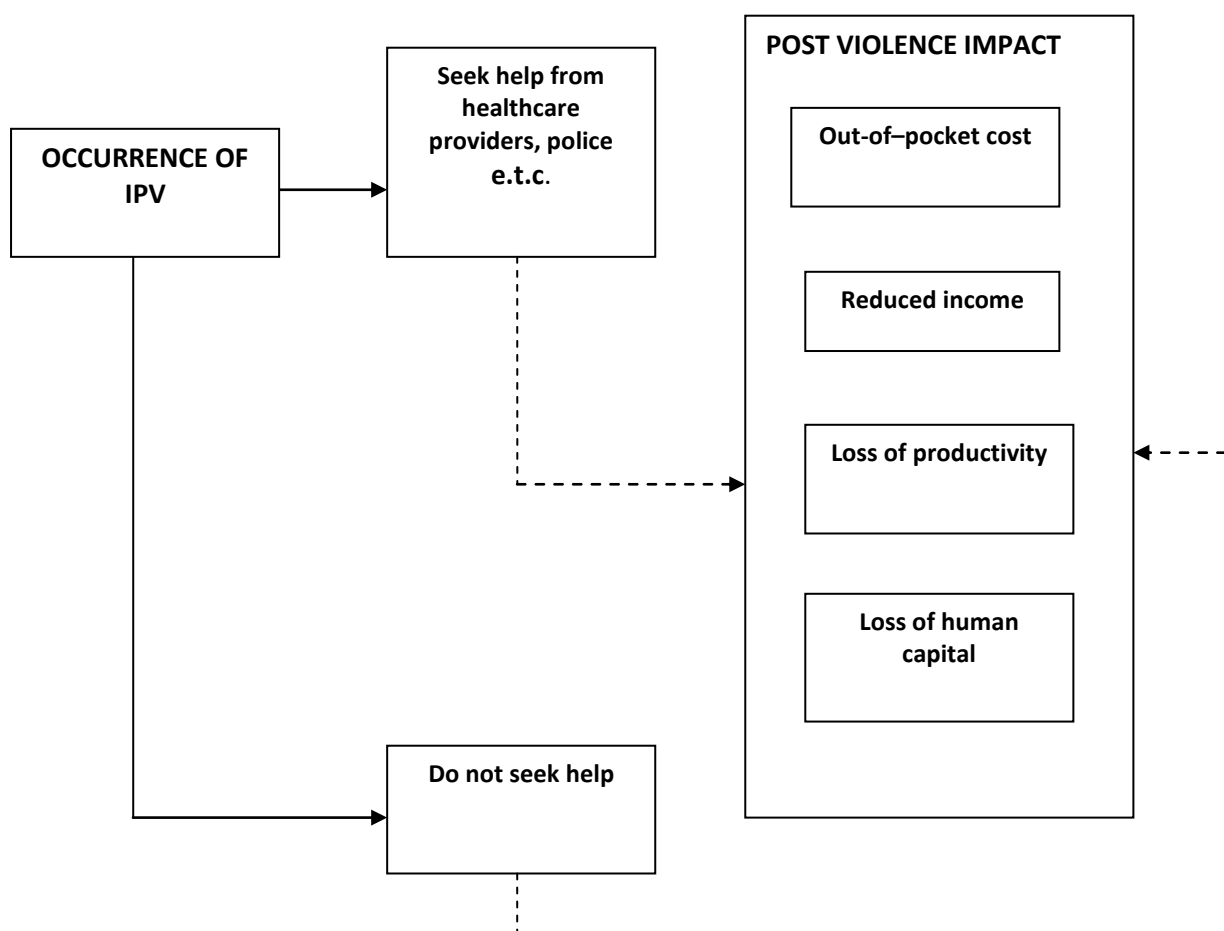 OCCURRENCE OF
IPV
Seek help from
healthcare
providers, police
e.t.c.
Do not seek help
POST VIOLENCE IMPACT
Out-of–pocket cost
Reduced income
Loss of productivity
Loss of human
capital